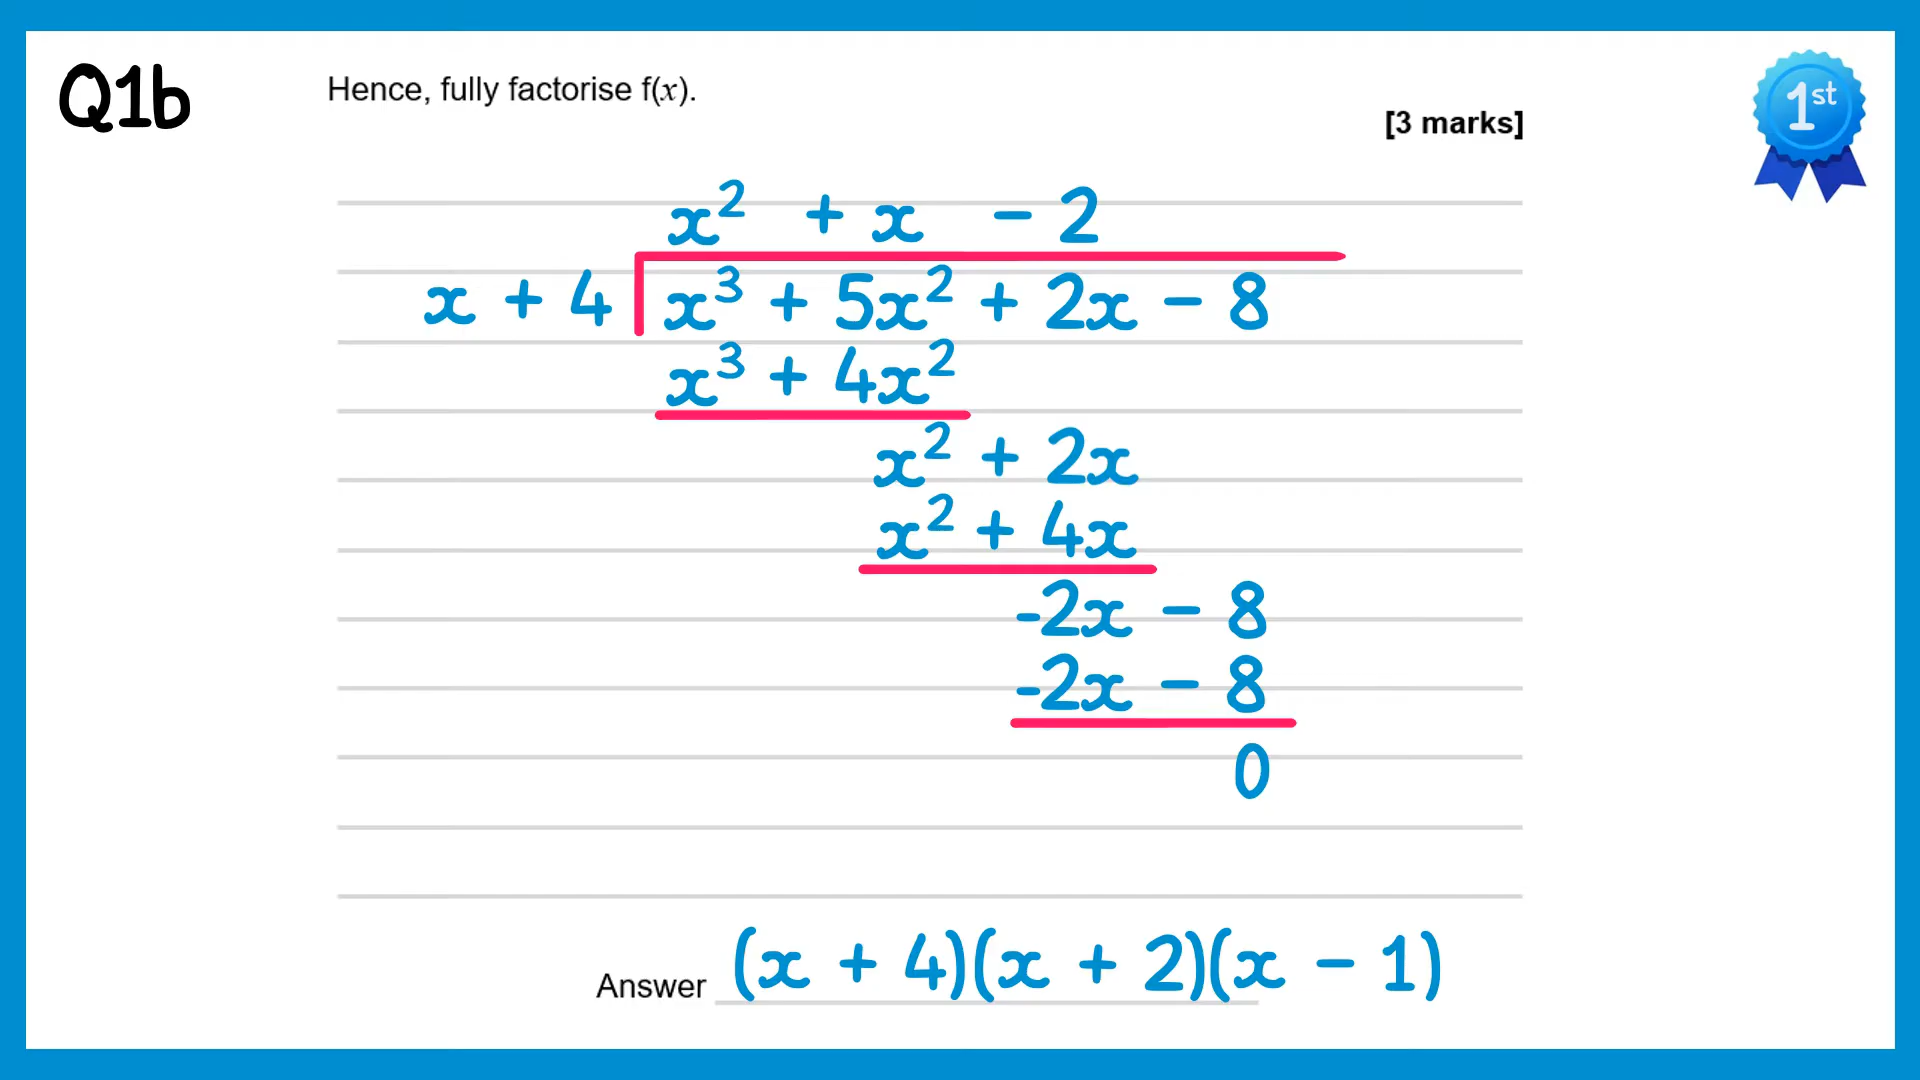 Q1b
Hence, fully factorise f(x).
1st
[3 marks]
x² + x - 2
x + 4 x³ + 5x² + 2x - 8
x³ + 4x²
x² + 2x
x² + 4x
-2x - 8
-2x - 8
0
Answer (x + 4)(x + 2)(x - 1)